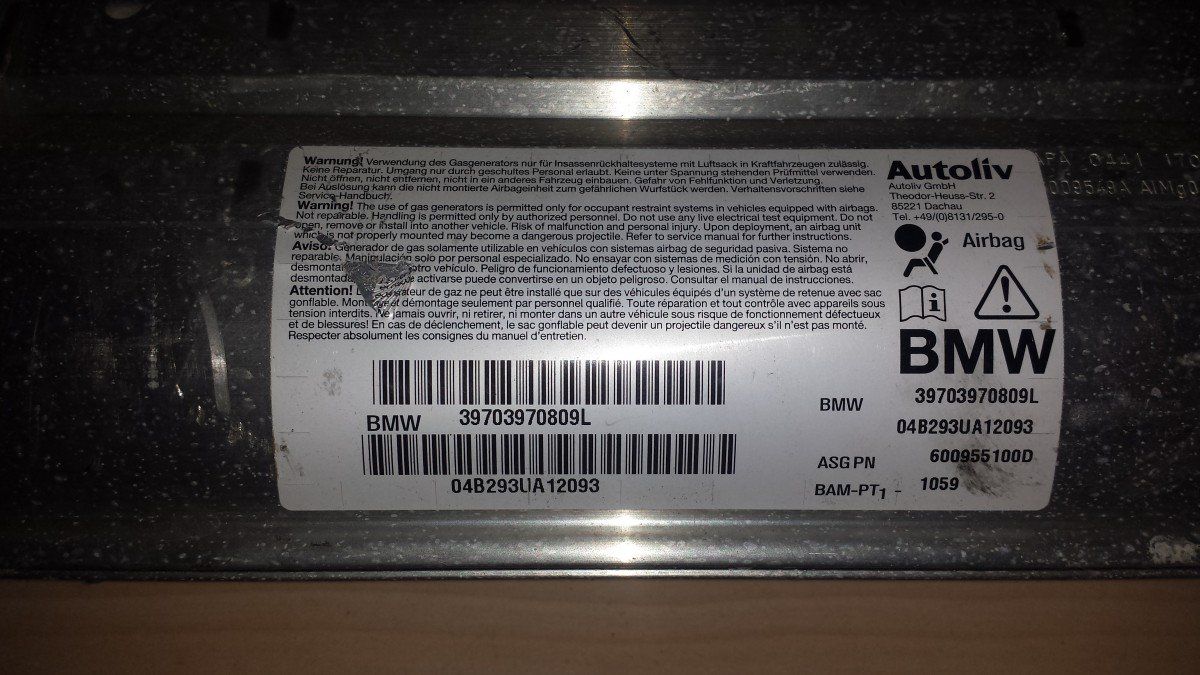 Warnung! Verwendung des Gasgenerators nur für Insassenrückhaltesysteme mit Luftsack in Kraftfahrzeugen zulässig.
Keine Reparatur. Umgang nur durch geschultes Personal erlaubt. Keine unter Spannung stehenden Prüfmittel verwenden.
Nicht öffnen, nicht entfernen, nicht in ein anderes Fahrzeug einbauen. Gefahr von Fehlfunktion und Verletzung.
Bei Auslösung kann die nicht montierte Airbageinheit zum gefährlichen Wurfstück werden. Verhaltensvorschriften siehe
Service-Handbuch.
Warning! The use of gas generators is permitted only for occupant restraint systems in vehicles equipped with airbags.
Not repairable. Handling is permitted only by authorized personnel. Do not use any live electrical test equipment. Do not
open, remove or install into another vehicle. Risk of malfunction and personal injury. Upon deployment, an airbag unit
which is not properly mounted may become a dangerous projectile. Refer to service manual for further instructions.
Aviso! Generador de gas solamente utilizable en vehículos con sistemas airbag de seguridad pasiva. Sistema no
reparable. Manipulación solo por personal especializado. No ensayar con sistemas de medición con tensión. No abrir,
desmontar otro vehículo. Peligro de funcionamiento defectuoso y lesiones. Si la unidad de airbag está
activarse puede convertirse en un objeto peligroso. Consultar el manual de instrucciones.
Attention! de gaz ne peut être installé que sur des véhicules équipés d'un système de retenue avec sac
gonflable. démontage seulement par personnel qualifié. Toute réparation et tout contrôle avec appareils sous
tension interdits. Ne jamais ouvrir, ni retirer, ni monter dans un autre véhicule sous risque de fonctionnement défectueux
et de blessures! En cas de déclenchement, le sac gonflable peut devenir un projectile dangereux s'il n'est pas monté.
Respecter absolument les consignes du manuel d'entretien.
Autoliv
Autoliv GmbH
Theodor-Heuss-Str. 2
85221 Dachau
Tel. +49/(0)8131/295-0
Airbag
BMW
BMW 39703970809L
04B293UA12093
BMW 39703970809L
04B293UA12093
ASG PN 600955100D
BAM-PT1 - 1059
0441